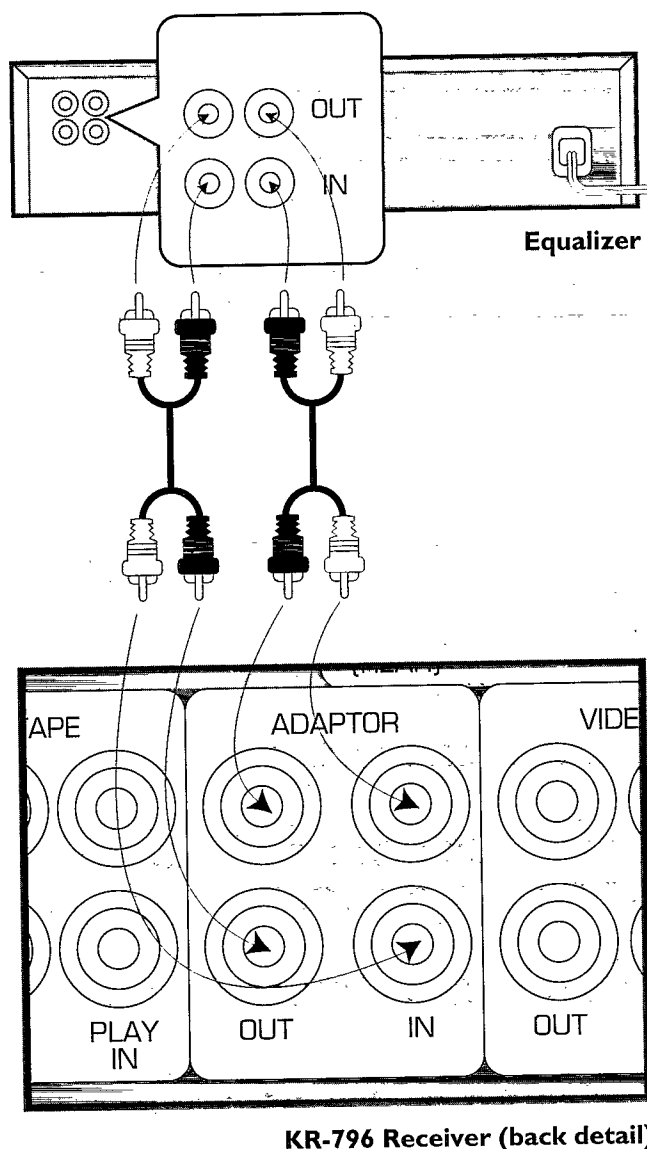 OUT
IN
Equalizer
APE
ADAPTOR
VIDE
PLAY
IN
OUT
IN
OUT
KR-796 Receiver (back detail)